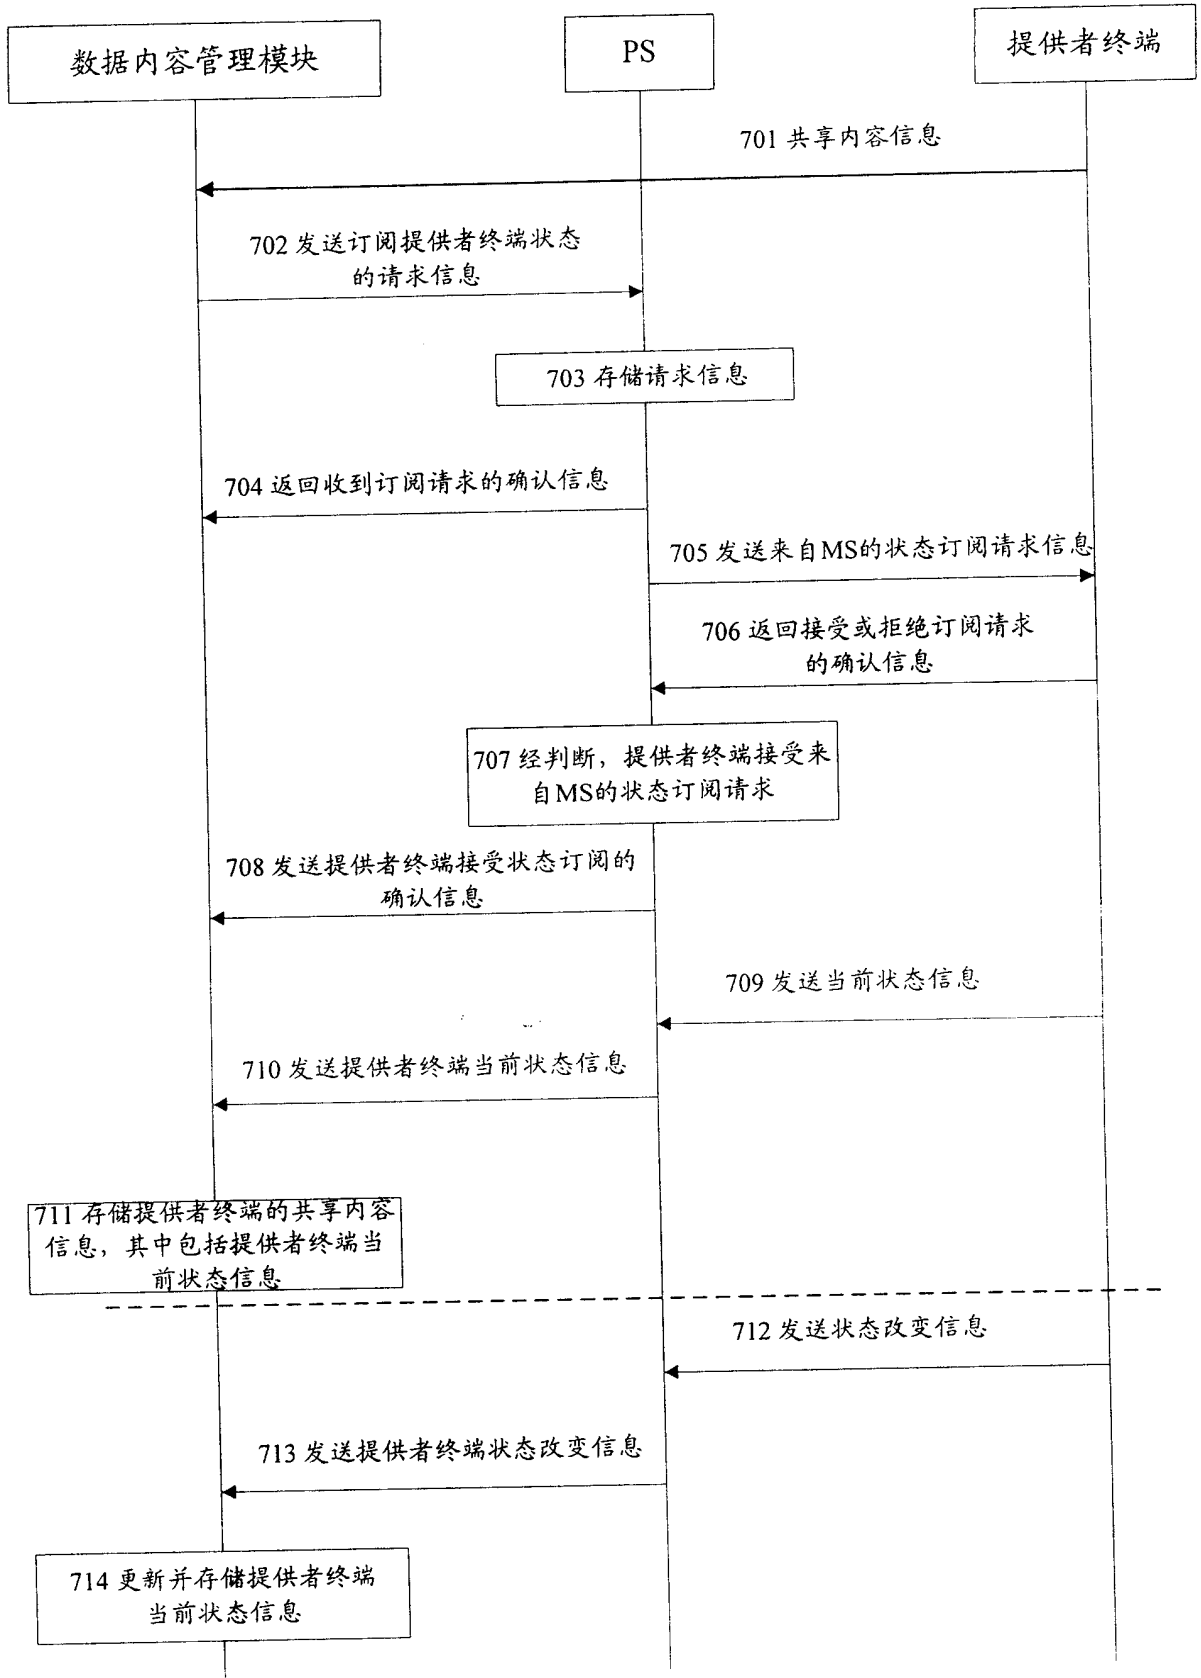 数据内容管理模块
PS
提供者终端
701 共享内容信息
702 发送订阅提供者终端状态
的请求信息
703 存储请求信息
704 返回收到订阅请求的确认信息
705 发送来自MS的状态订阅请求信息
706 返回接受或拒绝订阅请求
的确认信息
707 经判断，提供者终端接受来
自MS的状态订阅请求
708 发送提供者终端接受状态订阅的
确认信息
709 发送当前状态信息
710 发送提供者终端当前状态信息
711 存储提供者终端的共享内容
信息，其中包括提供者终端当
前状态信息
712 发送状态改变信息
713 发送提供者终端状态改变信息
714 更新并存储提供者终端
当前状态信息